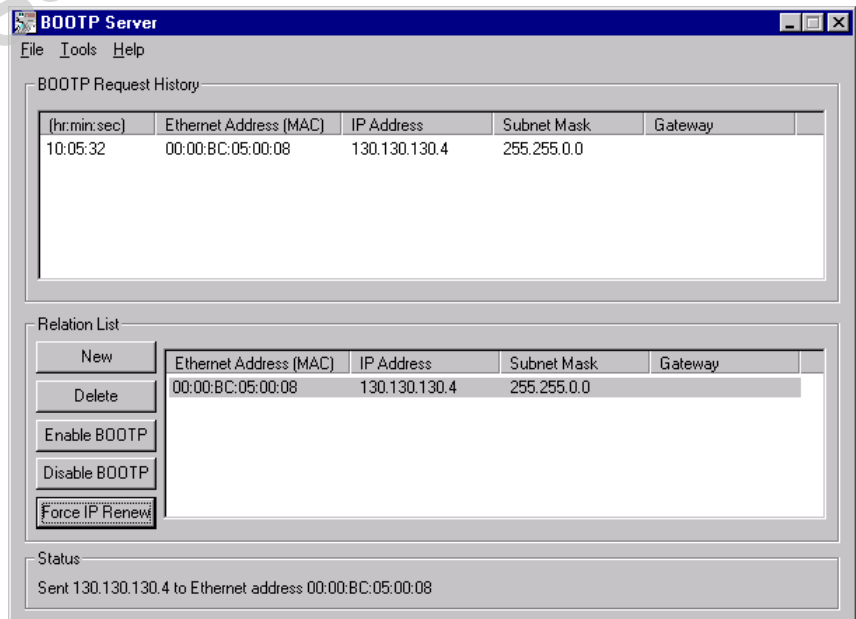 BOOTP Server
File Tools Help
BOOTP Request History
(hr:min:sec) Ethernet Address (MAC) IP Address Subnet Mask Gateway
10:05:32 00:00:BC:05:00:08 130.130.130.4 255.255.0.0
Relation List
New
Delete
Enable BOOTP
Disable BOOTP
Force IP Renew
Ethernet Address (MAC) IP Address Subnet Mask Gateway
00:00:BC:05:00:08 130.130.130.4 255.255.0.0
Status
Sent 130.130.130.4 to Ethernet address 00:00:BC:05:00:08